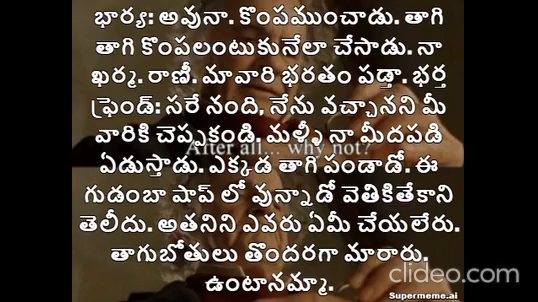 భార్య: అవునా. కొంపముంచాడు. తాగి
తాగి కొంపలంటుకునేలా చేసాడు. నా
ఖర్మ. రాణీ. మావారి భరతం పడ్తా. భర్త
ఫ్రెండ్: సరే నంది, నేను వచ్చానని మీ
వారికి చెప్పకండి. మళ్ళీ నా మీదపడి
After all... why not?
ఏడుస్తాడు. ఎక్కడ తాగి పండాడో. ఈ
గుడంబా షాప్ లో వున్నాడో వెతికితేకాని
తెలీదు. అతనిని ఎవరు ఏమీ చేయలేరు.
తాగుబోతులు తొందరగా మారారు.
ఉంటానమ్మా.
clideo.com
Supermeme.ai